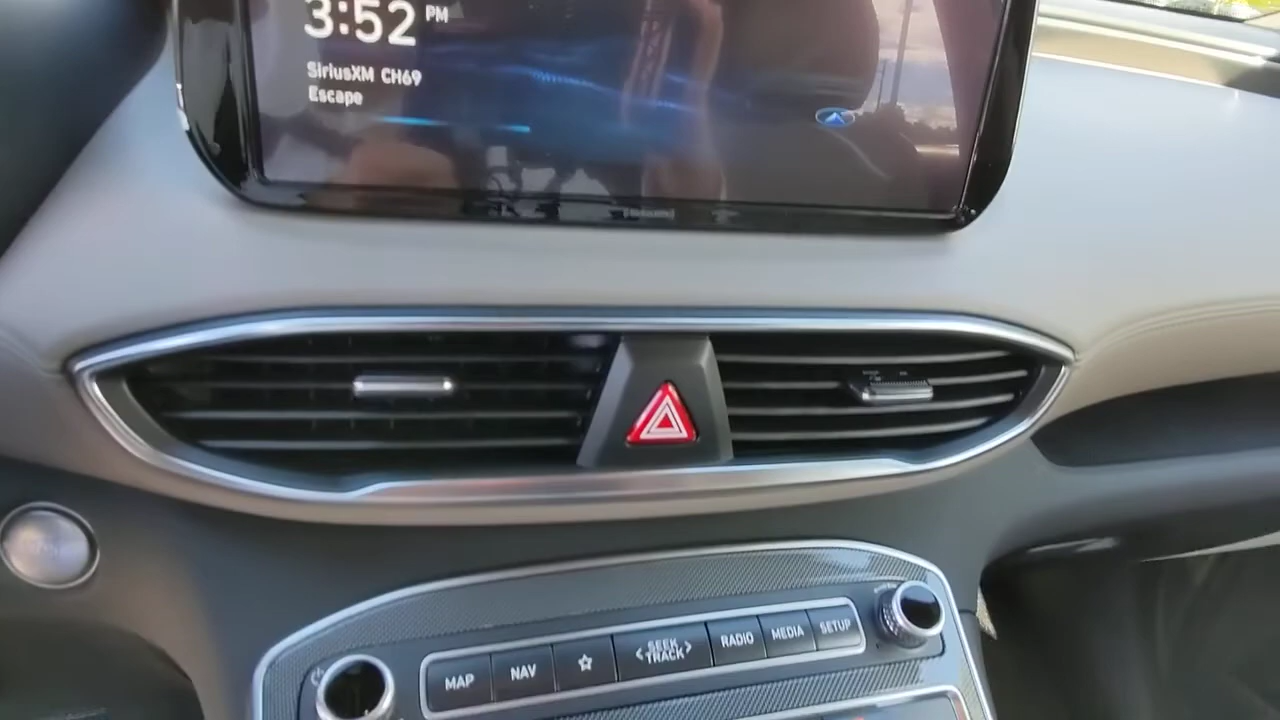 3:52 PM
SiriusXM CH69
Escape
MAP
NAV
< SEEK TRACK >
RADIO
MEDIA
SETUP